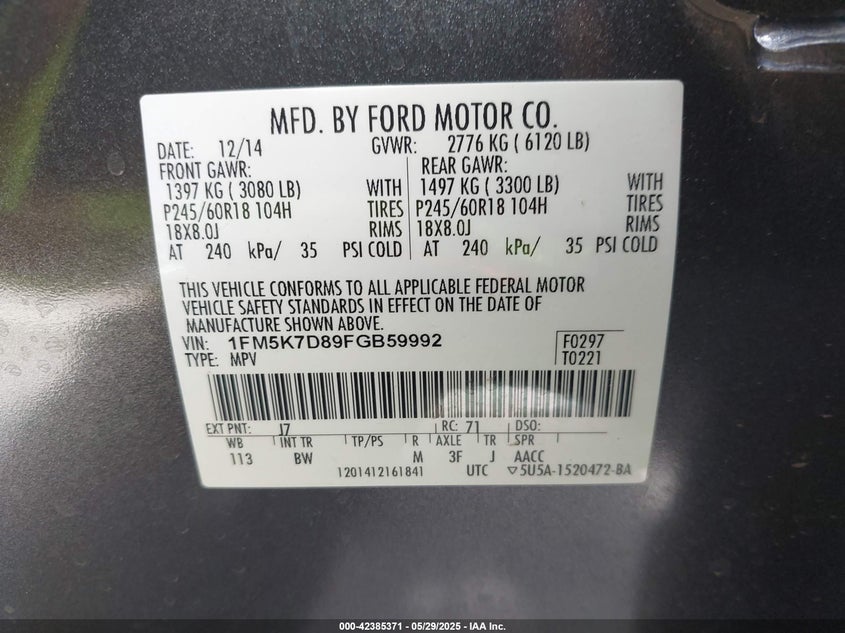 MFD. BY FORD MOTOR CO.
DATE: 12/14 GVWR: 2776 KG ( 6120 LB)
FRONT GAWR: REAR GAWR:
1397 KG ( 3080 LB) WITH 1497 KG ( 3300 LB) WITH
P245/60R18 104H TIRES P245/60R18 104H TIRES
18X8.0J RIMS 18X8.0J RIMS
AT 240 kPa/ 35 PSI COLD AT 240 kPa/ 35 PSI COLD
THIS VEHICLE CONFORMS TO ALL APPLICABLE FEDERAL MOTOR
VEHICLE SAFETY STANDARDS IN EFFECT ON THE DATE OF
MANUFACTURE SHOWN ABOVE.
VIN: 1FM5K7D89FGB59992 F0297
TYPE: MPV T0221
EXT PNT: J7 RC: 71 DSO:
WB INT TR TP/PS R AXLE TR SPR
113 BW M 3F J AACC
1201412161841 UTC ▽5U5A-1520472-BA
000-42385371 | 05/29/2025 | IAA Inc.